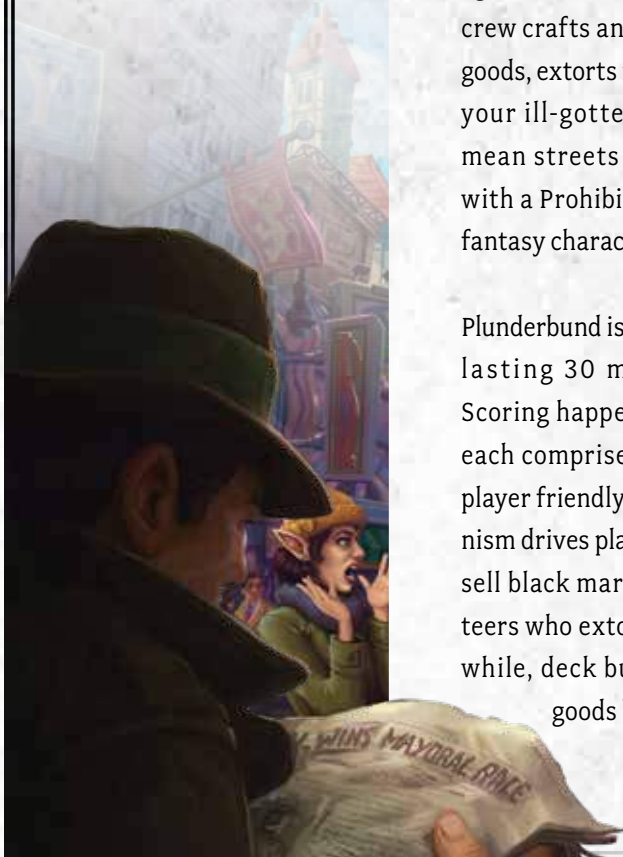 crew crafts an
goods, extorts
your ill-gotte
mean streets
with a Prohibi
fantasy charac
Plunderbund is
lasting 30 m
Scoring happe
each comprise
player friendly
nism drives pla
sell black mar
teers who exto
while, deck bu
goods
WINS MAYORAL RACE